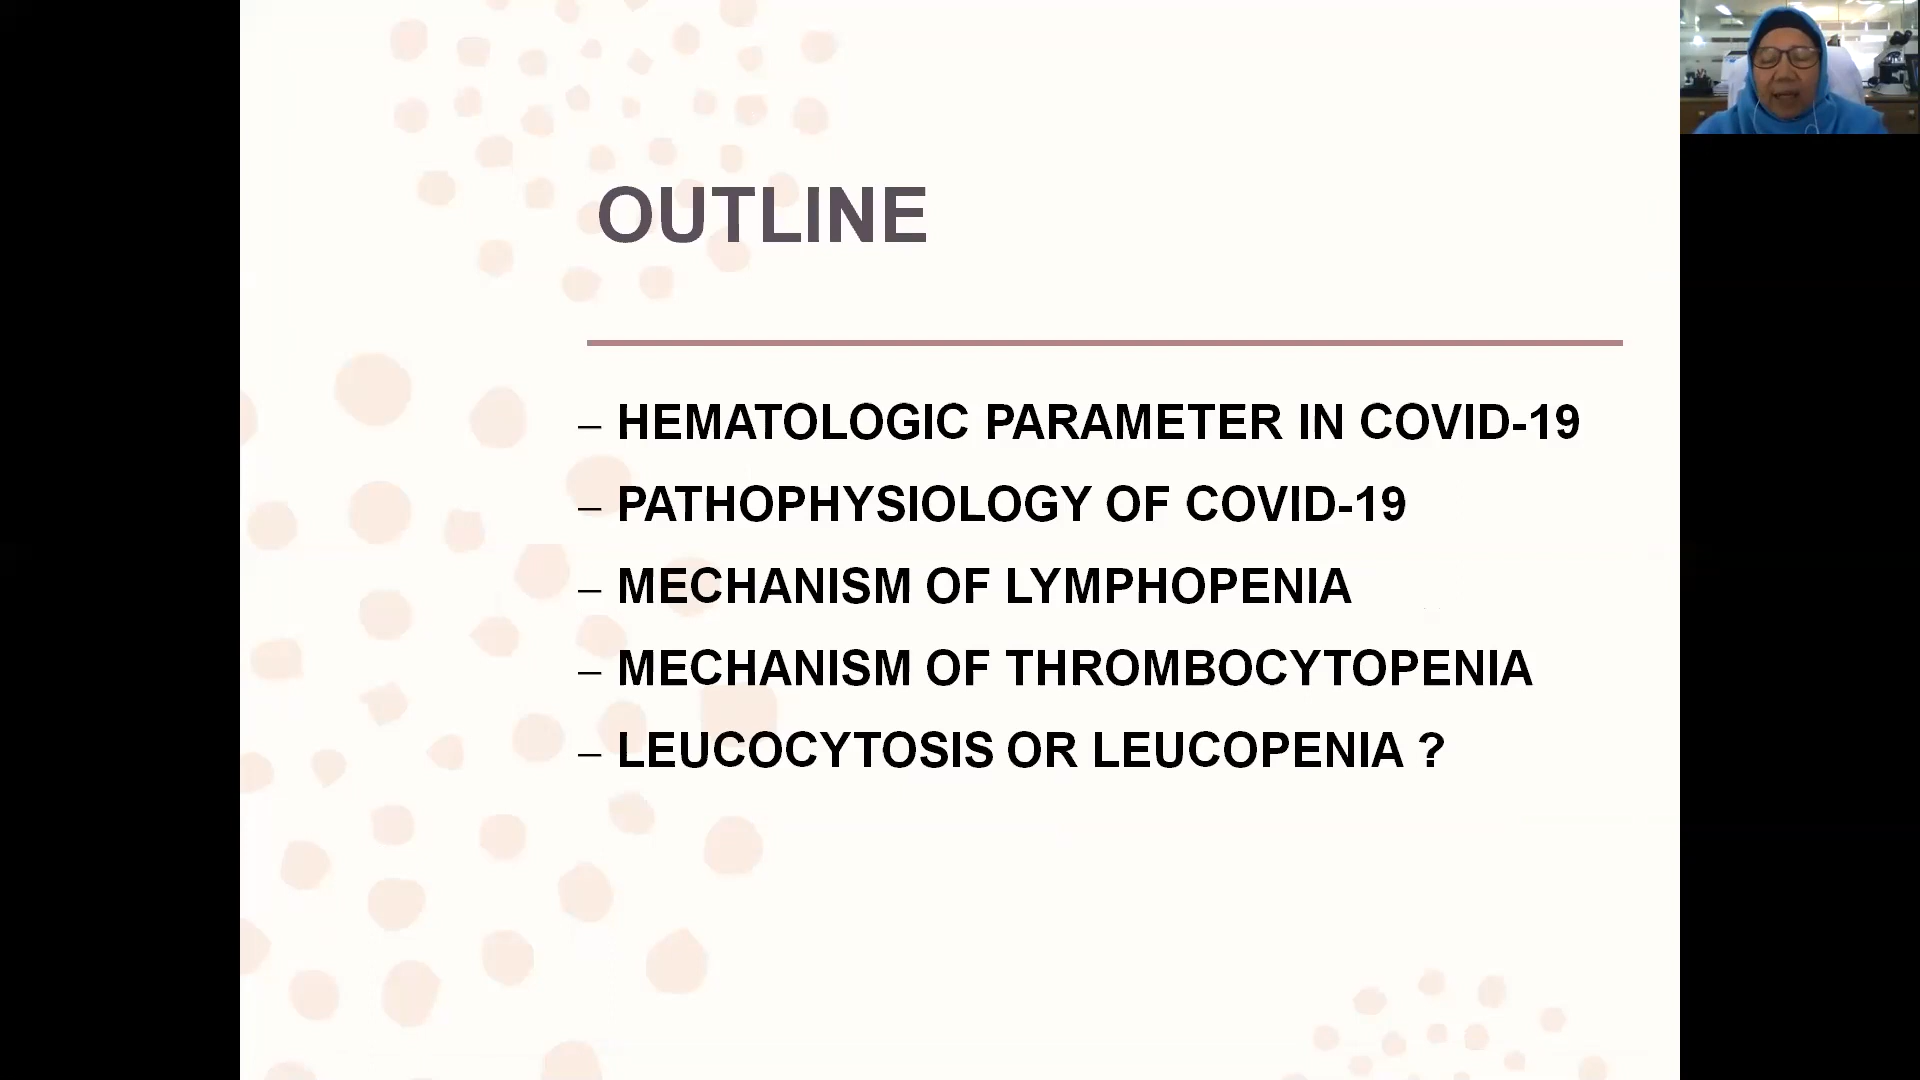 OUTLINE
– HEMATOLOGIC PARAMETER IN COVID-19
– PATHOPHYSIOLOGY OF COVID-19
– MECHANISM OF LYMPHOPENIA
– MECHANISM OF THROMBOCYTOPENIA
– LEUCOCYTOSIS OR LEUCOPENIA ?